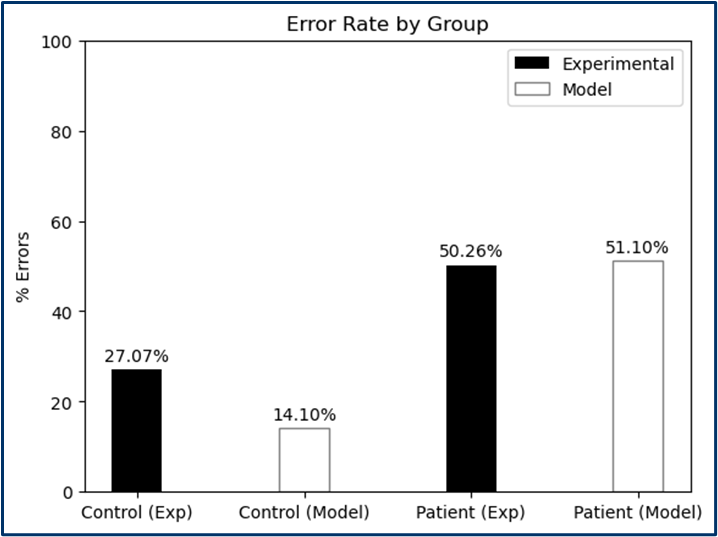 Error Rate by Group
Experimental
Model
% Errors
100
80
60
40
20
0
27.07%
14.10%
50.26%
51.10%
Control (Exp)
Control (Model)
Patient (Exp)
Patient (Model)